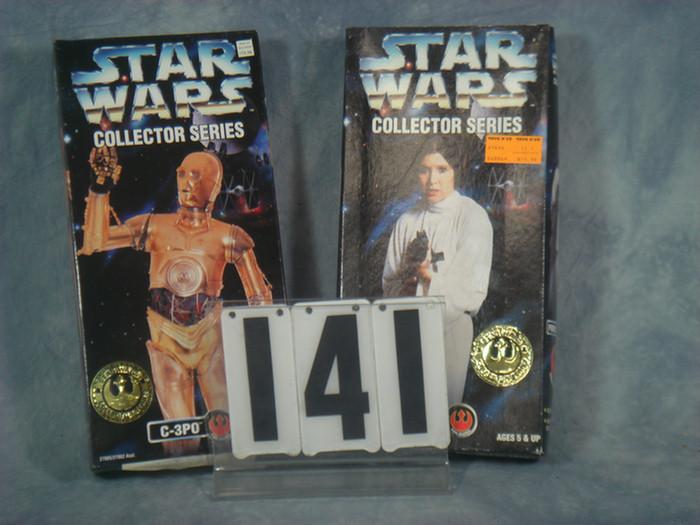 STAR
WARS
COLLECTOR SERIES
C-3PO
STAR
WARS
COLLECTOR SERIES
AGES 5 & UP
141